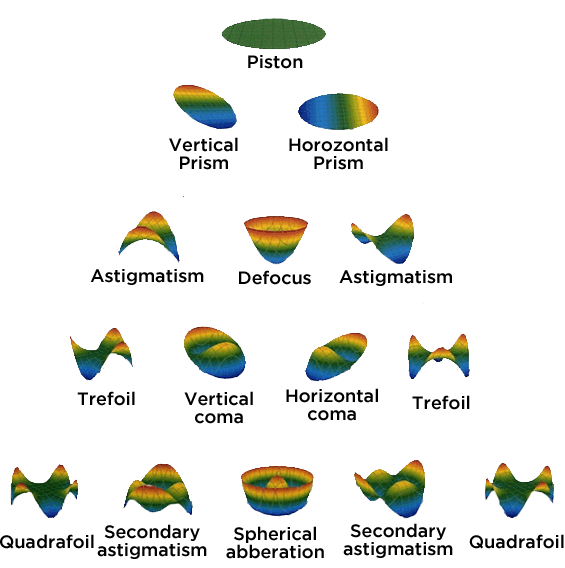 Piston
Vertical
Prism
Horozontal
Prism
Astigmatism
Defocus
Astigmatism
Trefoil
Vertical
coma
Horizontal
coma
Trefoil
Quadrafoil
Secondary
astigmatism
Spherical
abberation
Secondary
astigmatism
Quadrafoil